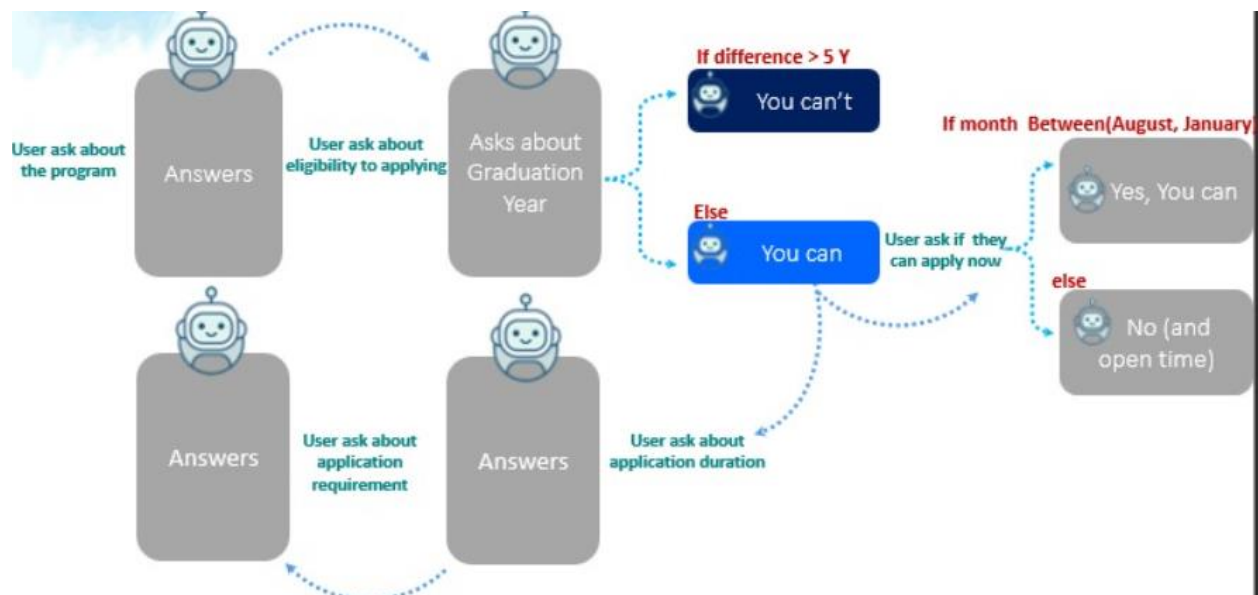 User ask about
the program
Answers
User ask about
eligibility to applying
Asks about
Graduation
Year
If difference > 5 Y
You can't
Else
You can
User ask if they
can apply now
If month Between(August, January)
Yes, You can
else
No (and
open time)
Answers
User ask about
application
requirement
Answers
User ask about
application duration